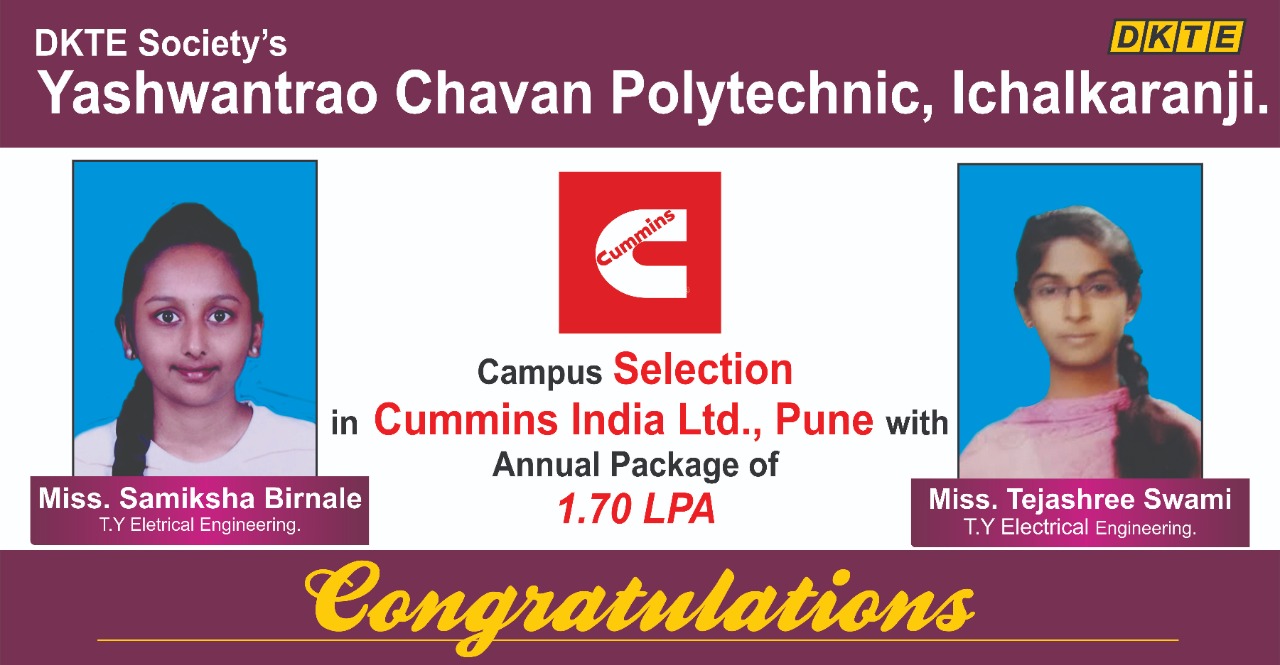 DKTE Society's
DKTE
Yashwantrao Chavan Polytechnic, Ichalkaranji.
Cummins
Campus Selection
in Cummins India Ltd., Pune with
Annual Package of
1.70 LPA
Miss. Samiksha Birnale
T.Y Eletrical Engineering.
Miss. Tejashree Swami
T.Y Electrical Engineering.
Congratulations